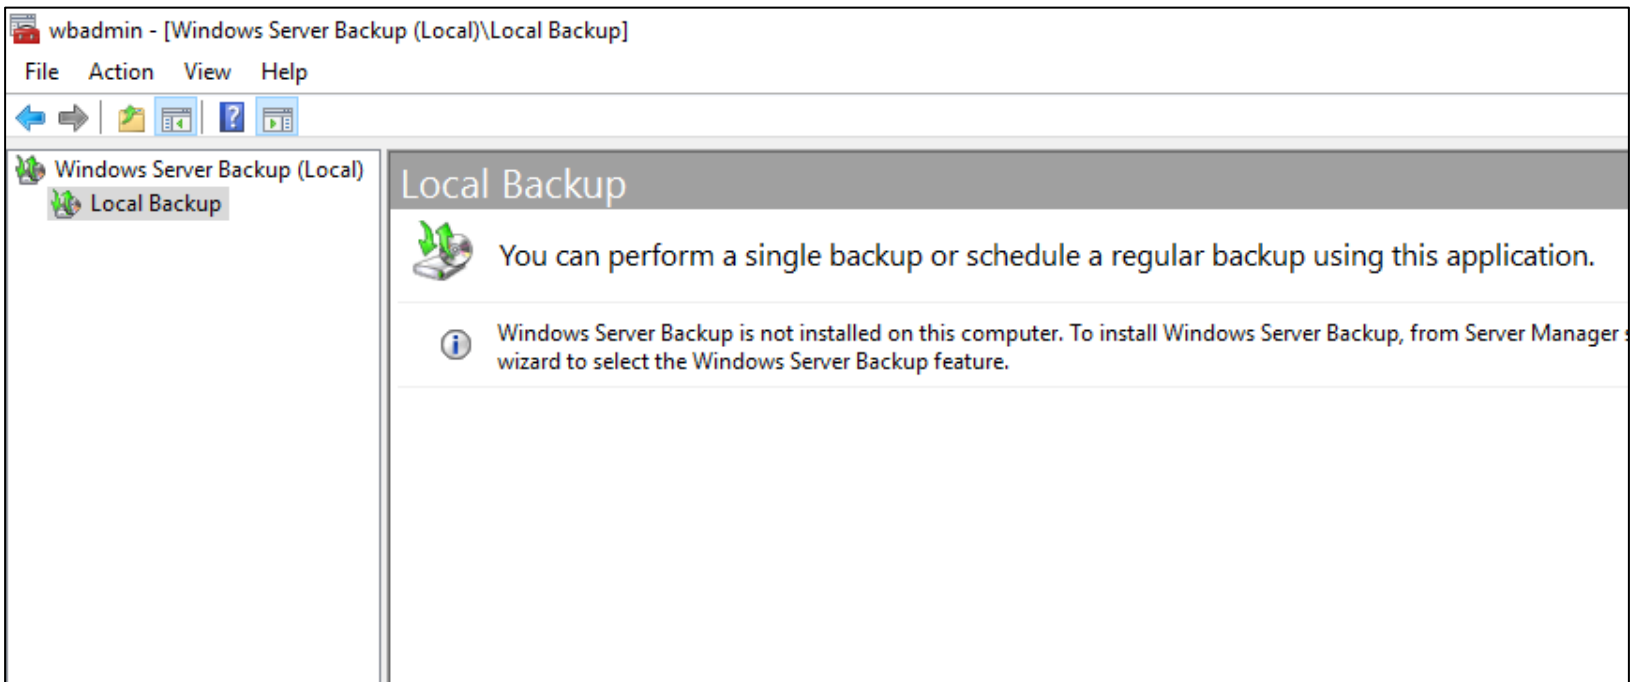 wbadmin - [Windows Server Backup (Local)\Local Backup]
File Action View Help
Windows Server Backup (Local)
Local Backup
Local Backup
You can perform a single backup or schedule a regular backup using this application.
Windows Server Backup is not installed on this computer. To install Windows Server Backup, from Server Manager
wizard to select the Windows Server Backup feature.